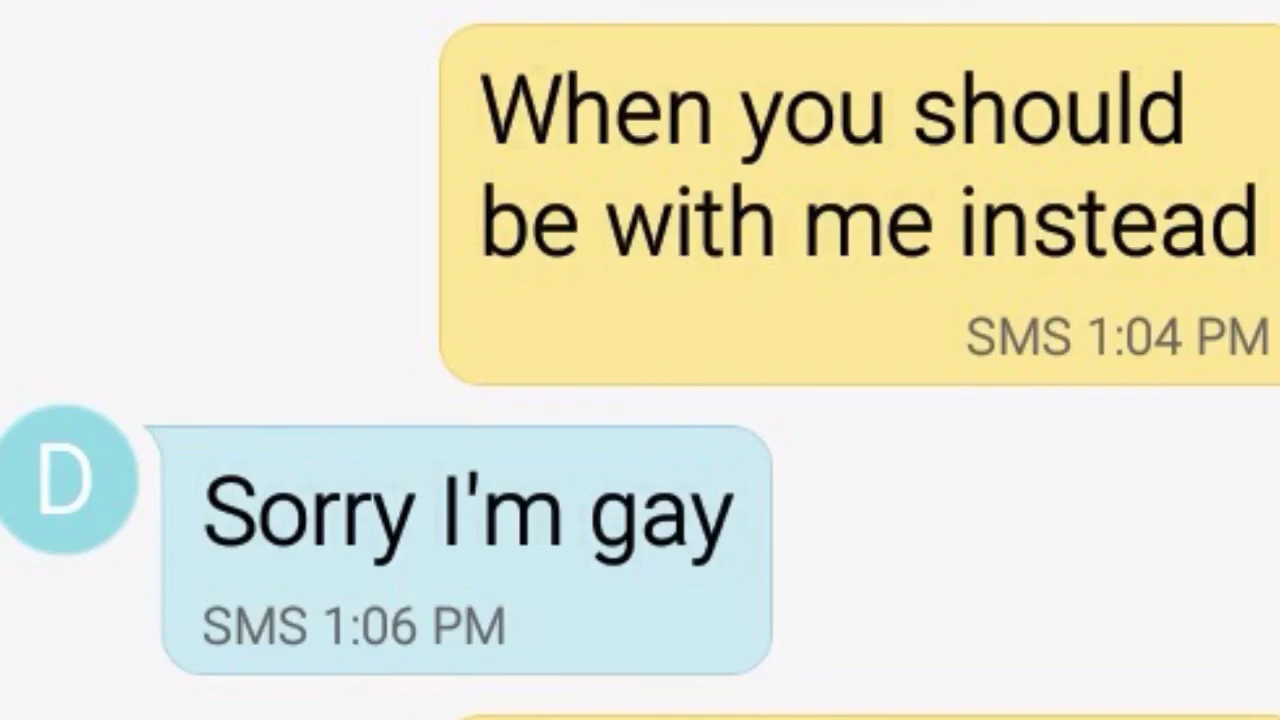 When you should
be with me instead
SMS 1:04 PM
D
Sorry I'm gay
SMS 1:06 PM